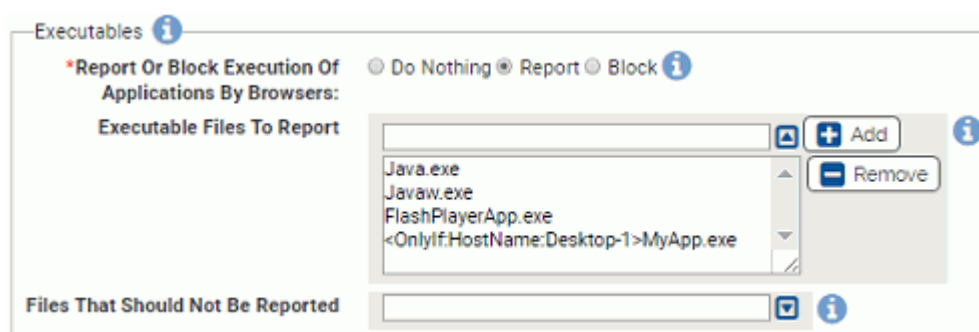 Executables
*Report Or Block Execution Of Applications By Browsers:
Do Nothing Report Block
Executable Files To Report
Add
Java.exe
Javaw.exe
FlashPlayerApp.exe
<OnlyIf:HostName:Desktop-1>MyApp.exe
Remove
Files That Should Not Be Reported